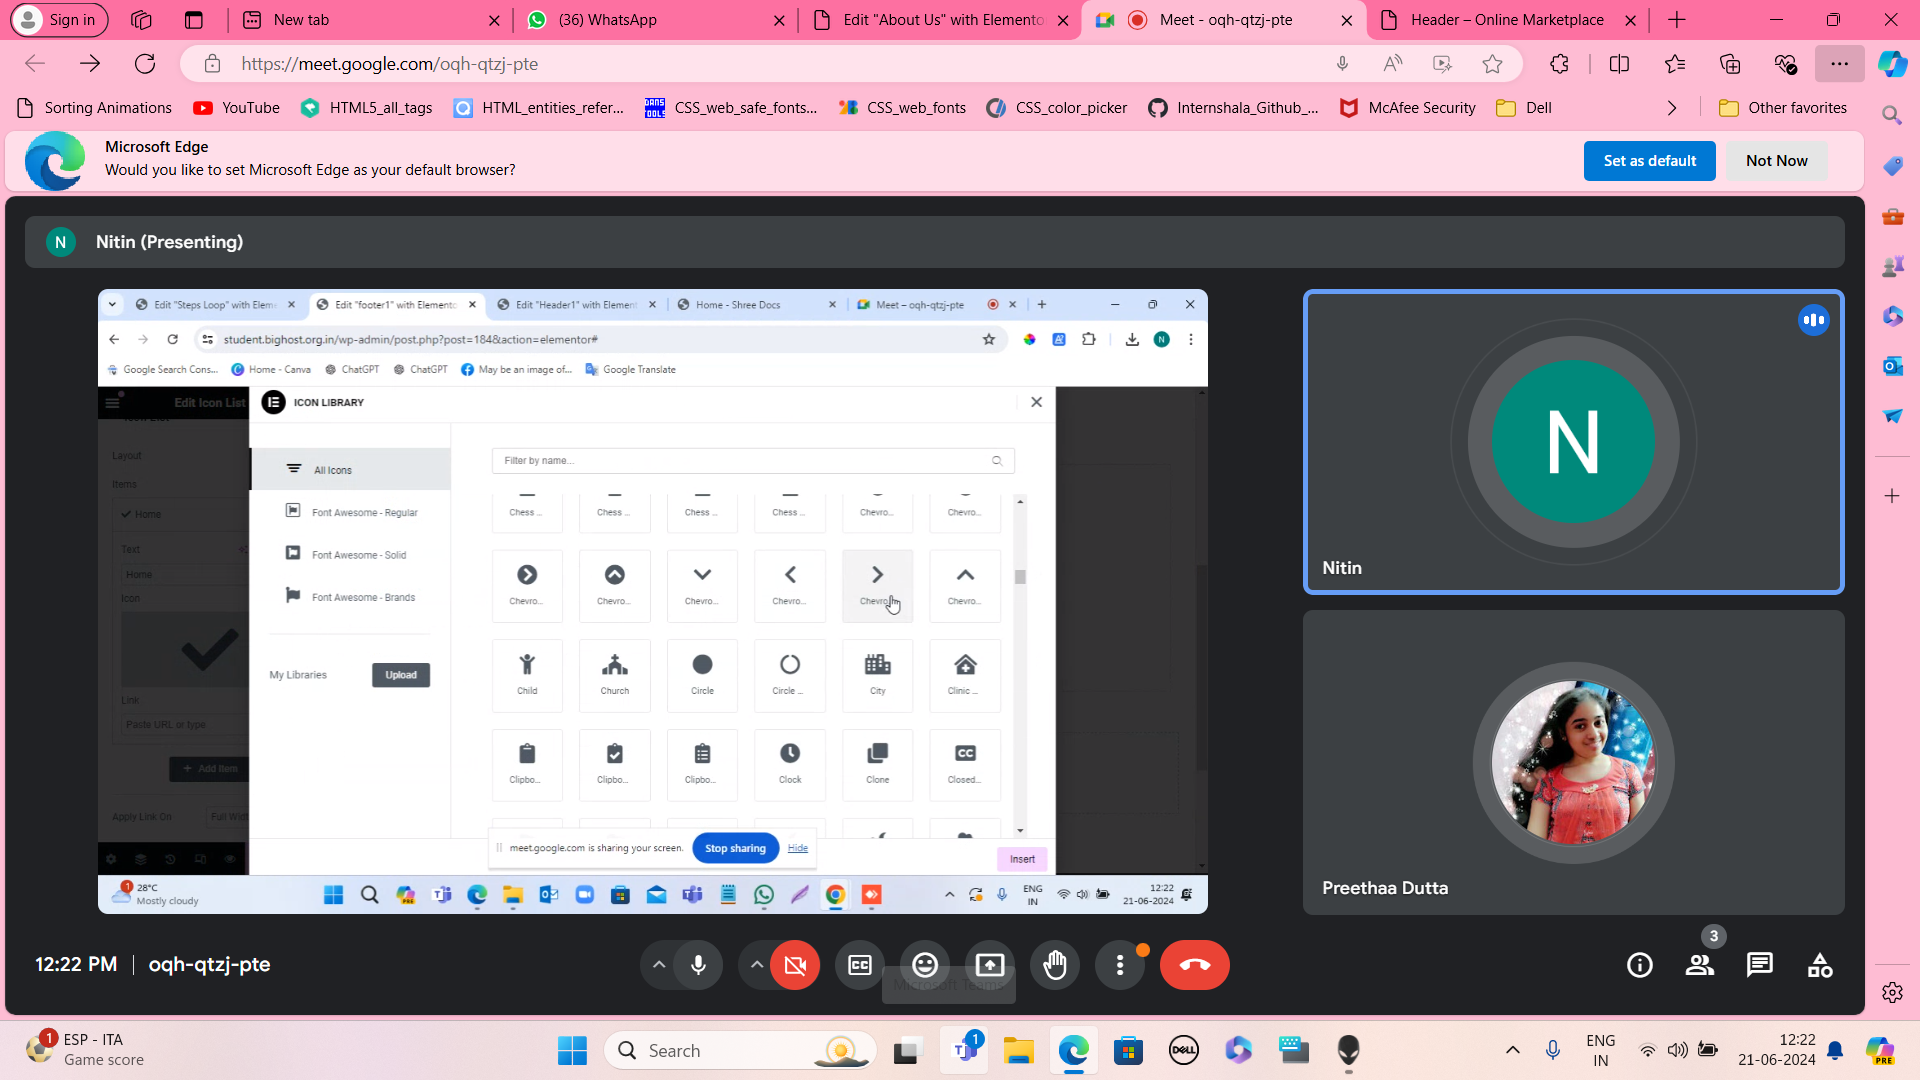 Sign in
New tab
(36) WhatsApp
Edit "About Us" with Elemento
Meet - oqh-qtzj-pte
Header – Online Marketplace
https://meet.google.com/oqh-qtzj-pte
Sorting Animations
YouTube
HTML5_all_tags
HTML_entities_refer...
CSS_web_safe_fonts...
CSS_web_fonts
CSS_color_picker
Internshala_Github_...
McAfee Security
Dell
Other favorites
Microsoft Edge
Would you like to set Microsoft Edge as your default browser?
Set as default
Not Now
N
Nitin (Presenting)
Edit "Steps Loop" with Eleme
Edit "footer1" with Elemento
Edit "Header1" with Element
Home - Shree Docs
Meet – oqh-qtzj-pte
student.bighost.org.in/wp-admin/post.php?post=184&action=elementor#
N
Google Search Cons...
Home - Canva
ChatGPT
ChatGPT
May be an image of...
Google Translate
Edit Icon List
ICON LIBRARY
Layout
Items
Home
Text
Home
Icon
Link
Paste URL or type
+ Add Item
Apply Link On
Full Widt
All Icons
Font Awesome - Regular
Font Awesome - Solid
Font Awesome - Brands
My Libraries
Upload
Filter by name...
Chess ...
Chess ...
Chess ...
Chess ...
Chevro...
Chevro...
Chevro...
Chevro...
Chevro...
Chevro...
Chevro...
Chevro...
Child
Church
Circle
Circle ...
City
Clinic ...
Clipbo...
Clipbo...
Clipbo...
Clock
Clone
CC
Closed...
meet.google.com is sharing your screen.
Stop sharing
Hide
Insert
1
28°C
Mostly cloudy
ENG
IN
12:22
21-06-2024
N
Nitin
Preethaa Dutta
12:22 PM
oqh-qtzj-pte
CC
Microsoft Teams
3
1
ESP - ITA
Game score
Search
1
DELL
ENG
IN
12:22
21-06-2024
PRE